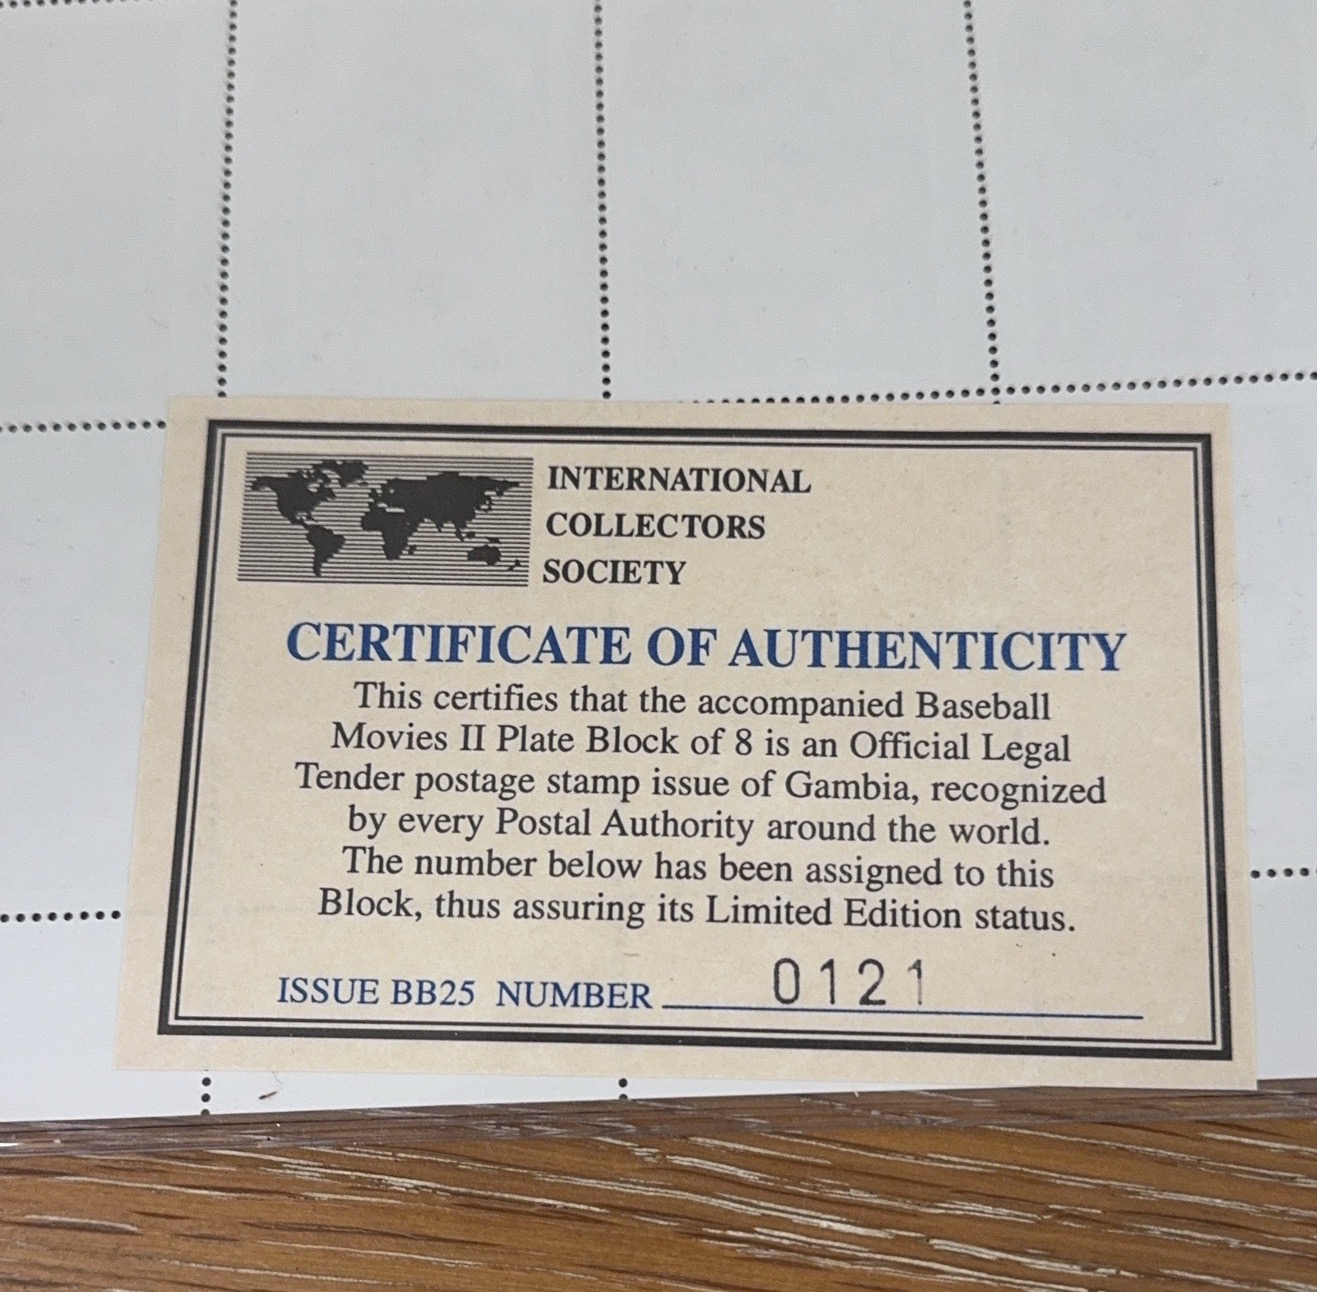 INTERNATIONAL
COLLECTORS
SOCIETY
CERTIFICATE OF AUTHENTICITY
This certifies that the accompanied Baseball
Movies II Plate Block of 8 is an Official Legal
Tender postage stamp issue of Gambia, recognized
by every Postal Authority around the world.
The number below has been assigned to this
Block, thus assuring its Limited Edition status.
ISSUE BB25 NUMBER 0121